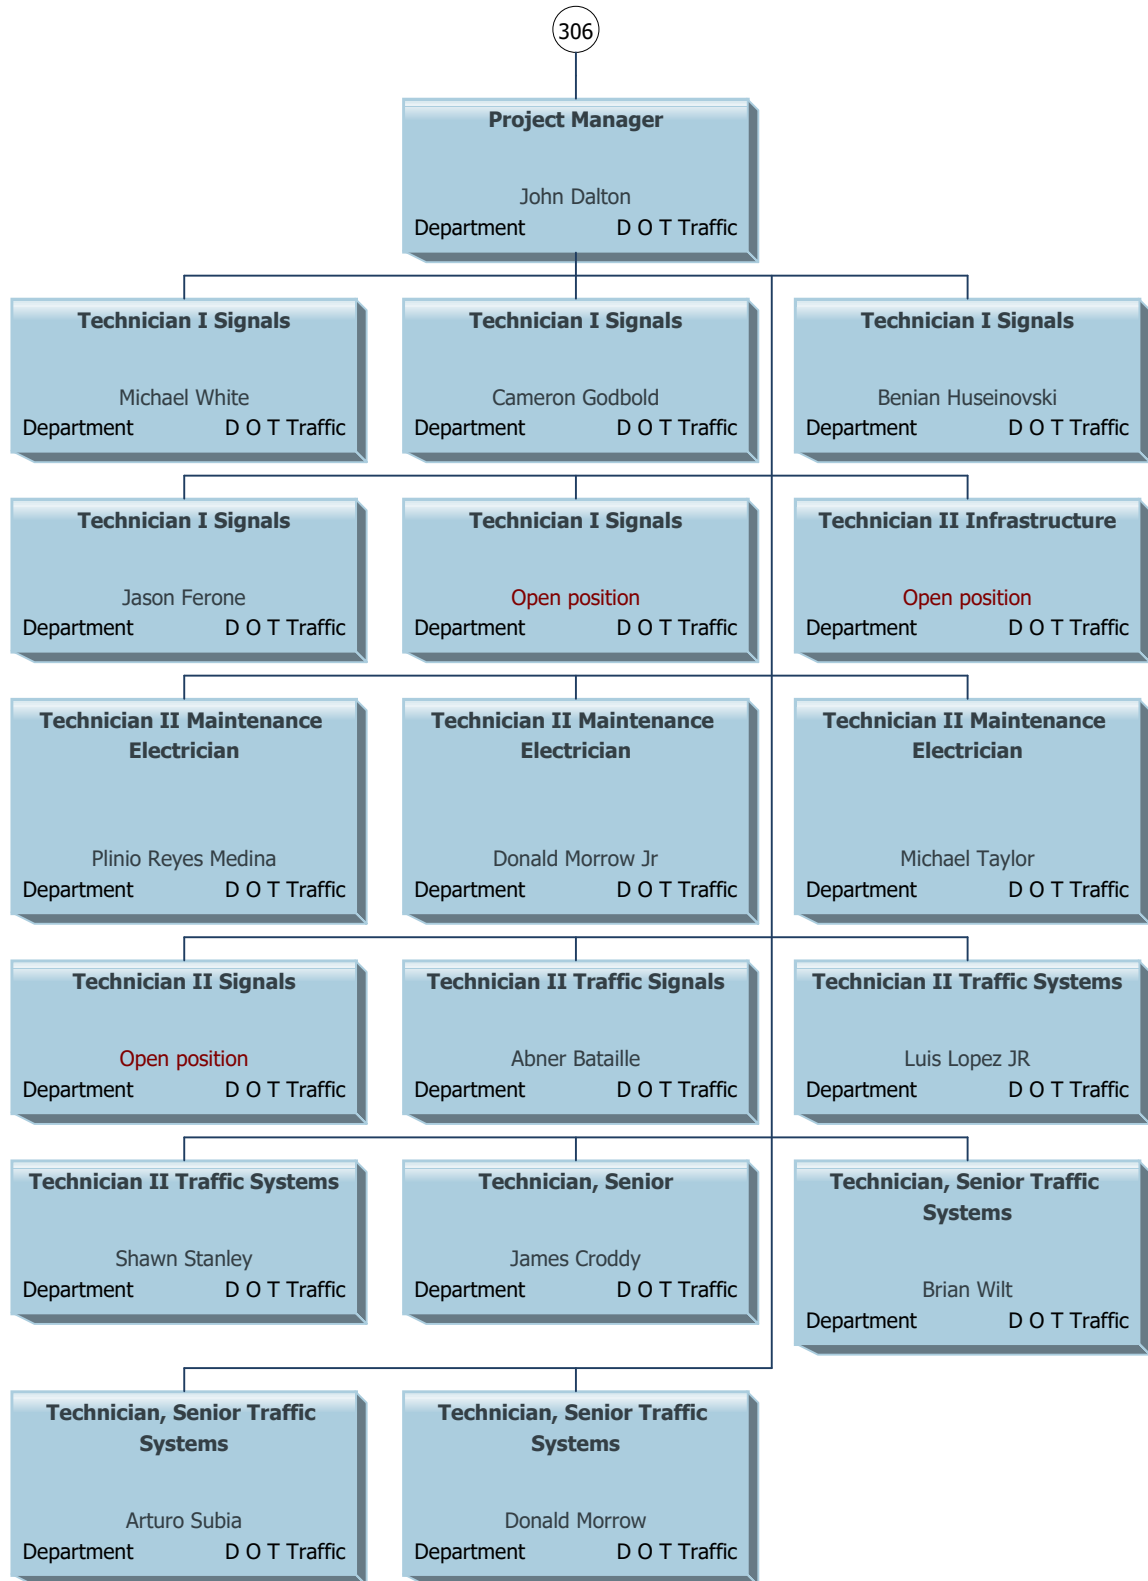 306
Project Manager
John Dalton
Department D O T Traffic
Technician I Signals
Michael White
Department D O T Traffic
Technician I Signals
Cameron Godbold
Department D O T Traffic
Technician I Signals
Benian Huseinovski
Department D O T Traffic
Technician I Signals
Jason Ferone
Department D O T Traffic
Technician I Signals
Open position
Department D O T Traffic
Technician II Infrastructure
Open position
Department D O T Traffic
Technician II Maintenance
Electrician
Plinio Reyes Medina
Department D O T Traffic
Technician II Maintenance
Electrician
Donald Morrow Jr
Department D O T Traffic
Technician II Maintenance
Electrician
Michael Taylor
Department D O T Traffic
Technician II Signals
Open position
Department D O T Traffic
Technician II Traffic Signals
Abner Bataille
Department D O T Traffic
Technician II Traffic Systems
Luis Lopez JR
Department D O T Traffic
Technician II Traffic Systems
Shawn Stanley
Department D O T Traffic
Technician, Senior
James Croddy
Department D O T Traffic
Technician, Senior Traffic
Systems
Brian Wilt
Department D O T Traffic
Technician, Senior Traffic
Systems
Arturo Subia
Department D O T Traffic
Technician, Senior Traffic
Systems
Donald Morrow
Department D O T Traffic